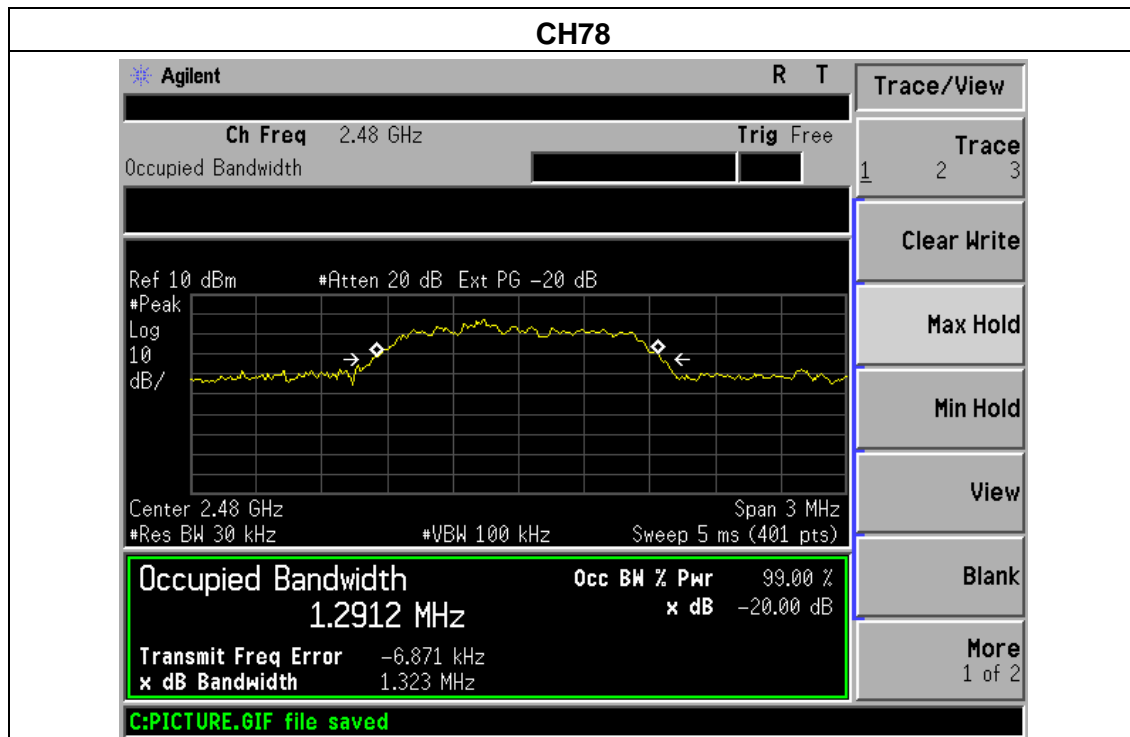 CH78
Agilent R T
Ch Freq 2.48 GHz Trig Free
Occupied Bandwidth
Ref 10 dBm #Atten 20 dB Ext PG -20 dB
#Peak
Log
10
dB/
Center 2.48 GHz Span 3 MHz
#Res BW 30 kHz #VBW 100 kHz Sweep 5 ms (401 pts)
Occupied Bandwidth Occ BW % Pwr 99.00 %
1.2912 MHz x dB -20.00 dB
Transmit Freq Error -6.871 kHz
x dB Bandwidth 1.323 MHz
C:PICTURE.GIF file saved
Trace/View
Trace
1 2 3
Clear Write
Max Hold
Min Hold
View
Blank
More
1 of 2